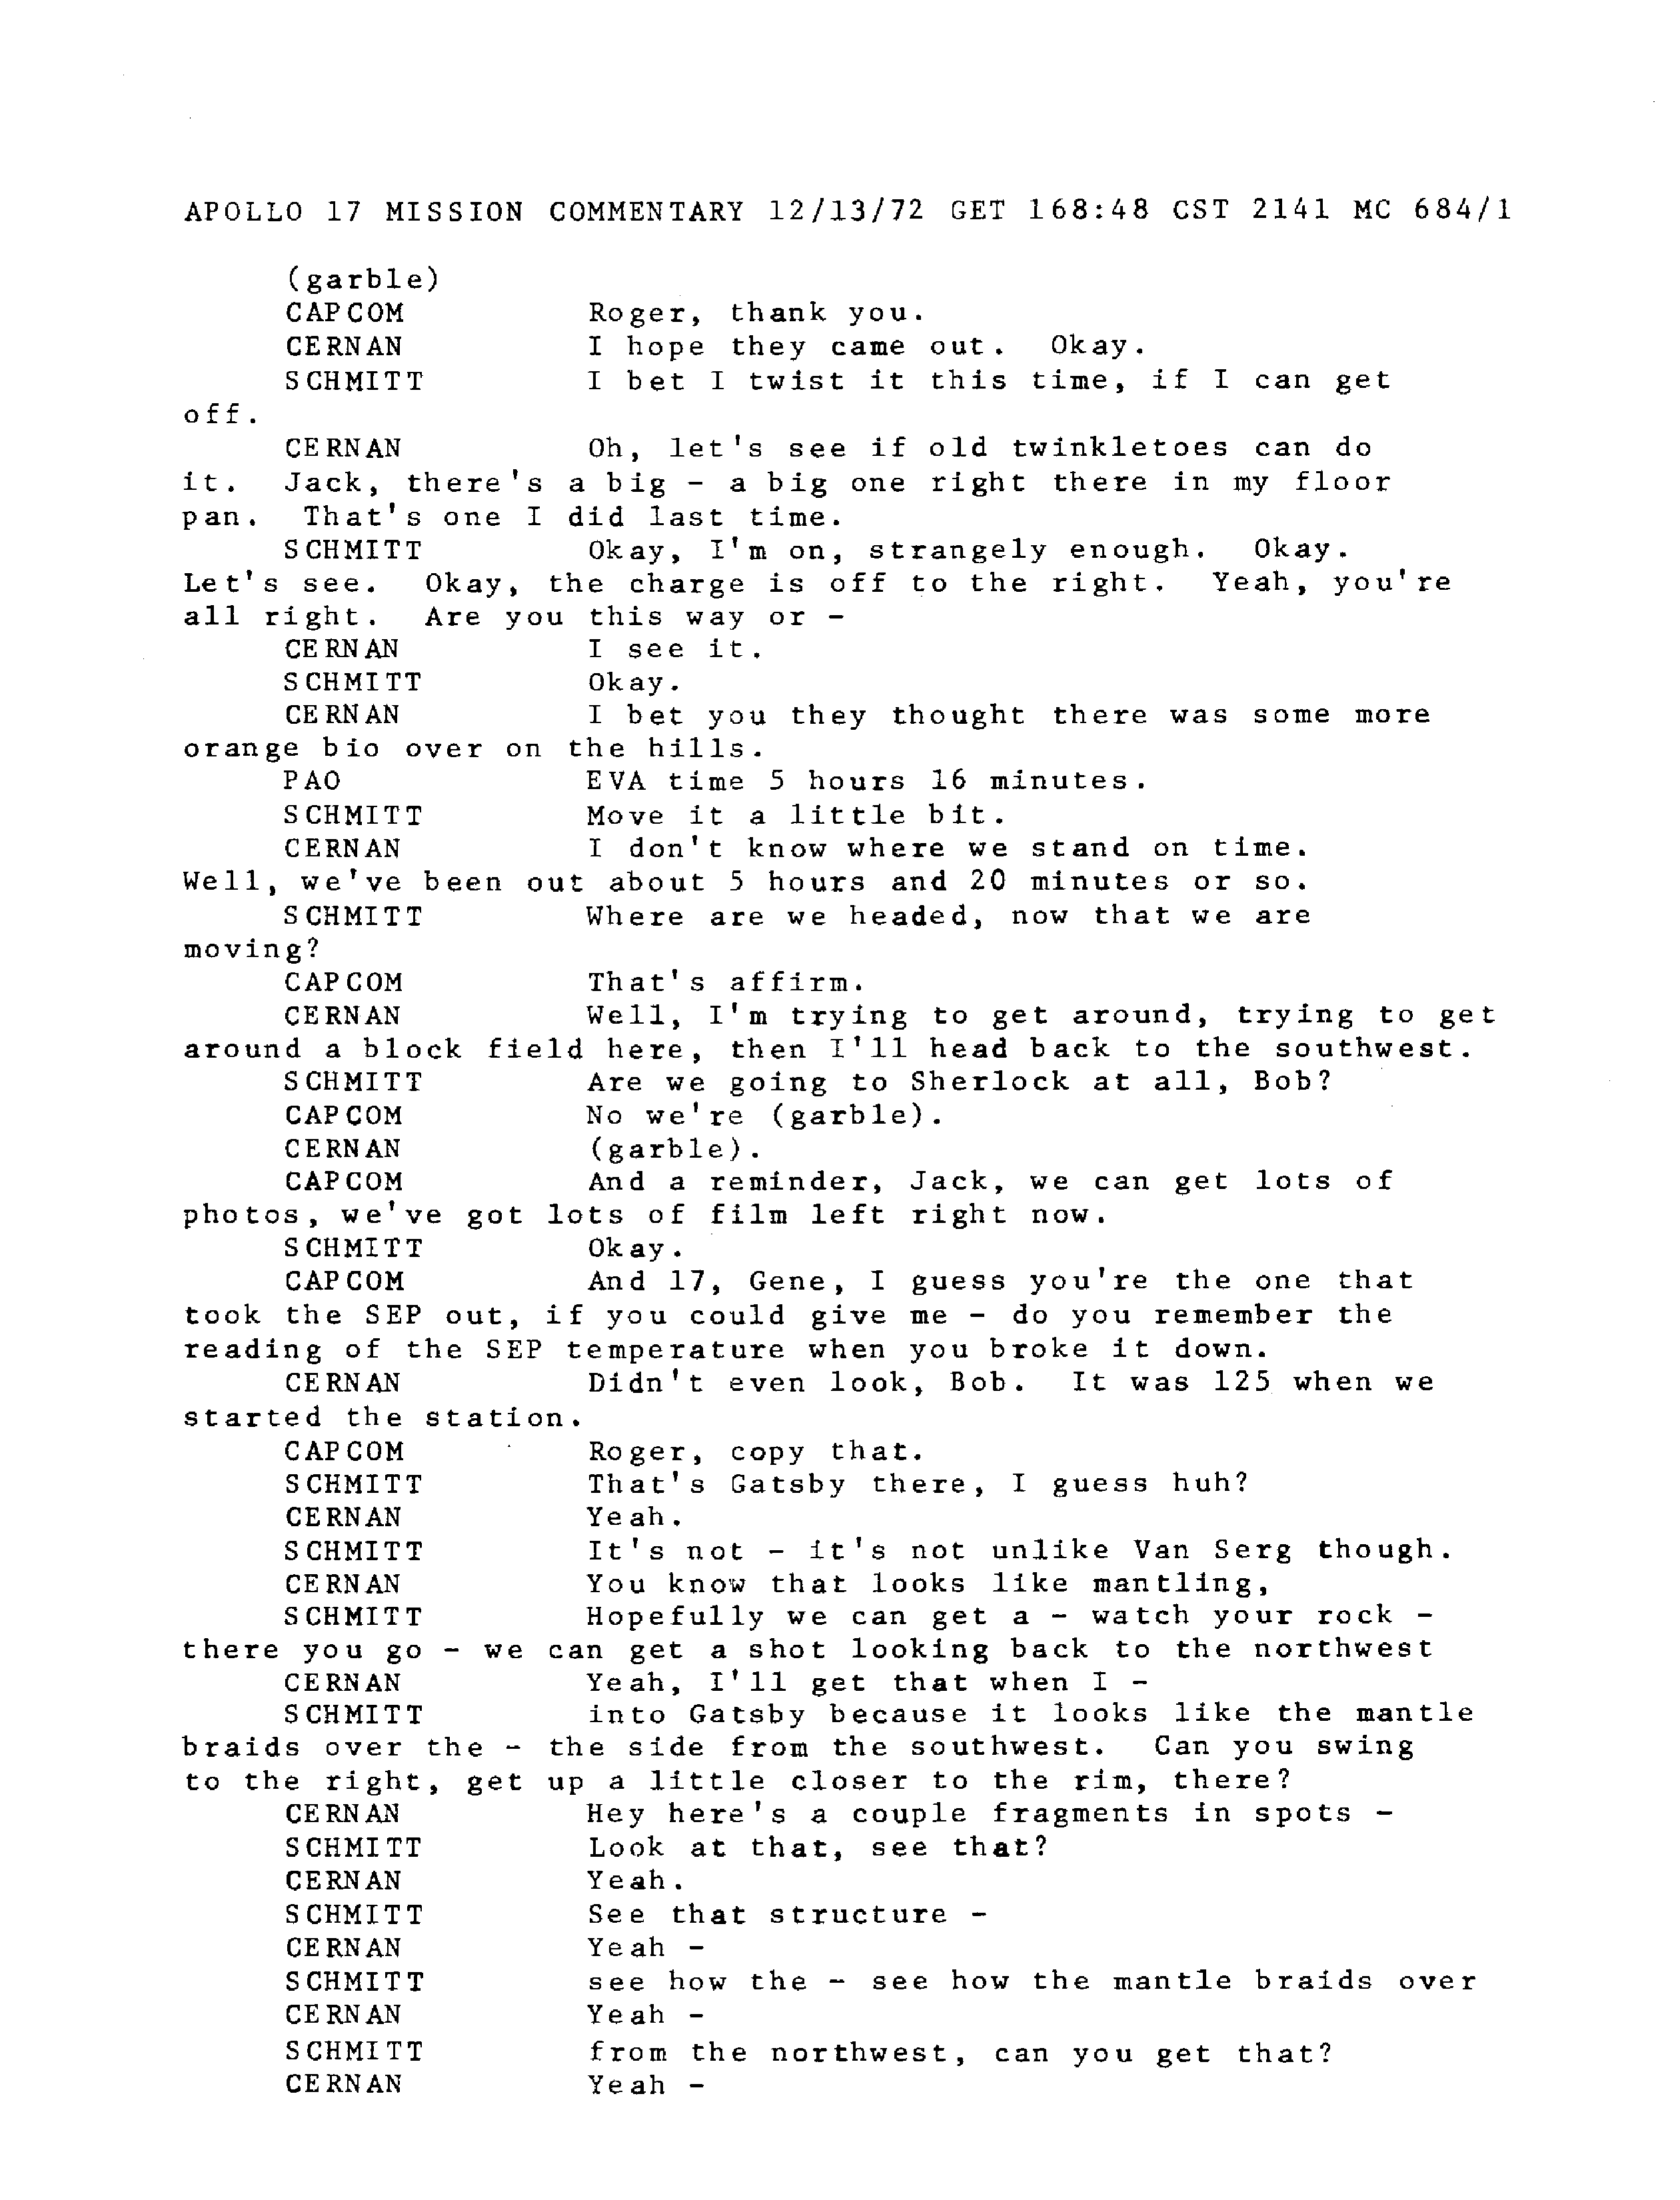 APOLLO 17 MISSION COMMENTARY 12/13/72 GET 168:48 CST 2141 MC 684/1
(garble)
CAPCOM Roger, thank you.
CERNAN I hope they came out. Okay.
SCHMITT I bet I twist it this time, if I can get
off.
CERNAN Oh, let's see if old twinkletoes can do
it. Jack, there's a big - a big one right there in my floor
pan. That's one I did last time.
SCHMITT Okay, I'm on, strangely enough. Okay.
Let's see. Okay, the charge is off to the right. Yeah, you're
all right. Are you this way or -
CERNAN I see it.
SCHMITT Okay.
CERNAN I bet you they thought there was some more
orange bio over on the hills.
PAO EVA time 5 hours 16 minutes.
SCHMITT Move it a little bit.
CERNAN I don't know where we stand on time.
Well, we've been out about 5 hours and 20 minutes or so.
SCHMITT Where are we headed, now that we are
moving?
CAPCOM That's affirm.
CERNAN Well, I'm trying to get around, trying to get
around a block field here, then I'll head back to the southwest.
SCHMITT Are we going to Sherlock at all, Bob?
CAPCOM No we're (garble).
CERNAN (garble).
CAPCOM And a reminder, Jack, we can get lots of
photos, we've got lots of film left right now.
SCHMITT Okay.
CAPCOM And 17, Gene, I guess you're the one that
took the SEP out, if you could give me - do you remember the
reading of the SEP temperature when you broke it down.
CERNAN Didn't even look, Bob. It was 125 when we
started the station.
CAPCOM Roger, copy that.
SCHMITT That's Gatsby there, I guess huh?
CERNAN Yeah.
SCHMITT It's not - it's not unlike Van Serg though.
CERNAN You know that looks like mantling,
SCHMITT Hopefully we can get a - watch your rock -
there you go - we can get a shot looking back to the northwest
CERNAN Yeah, I'll get that when I -
SCHMITT into Gatsby because it looks like the mantle
braids over the - the side from the southwest. Can you swing
to the right, get up a little closer to the rim, there?
CERNAN Hey here's a couple fragments in spots -
SCHMITT Look at that, see that?
CERNAN Yeah.
SCHMITT See that structure -
CERNAN Yeah -
SCHMITT see how the - see how the mantle braids over
CERNAN Yeah -
SCHMITT from the northwest, can you get that?
CERNAN Yeah -